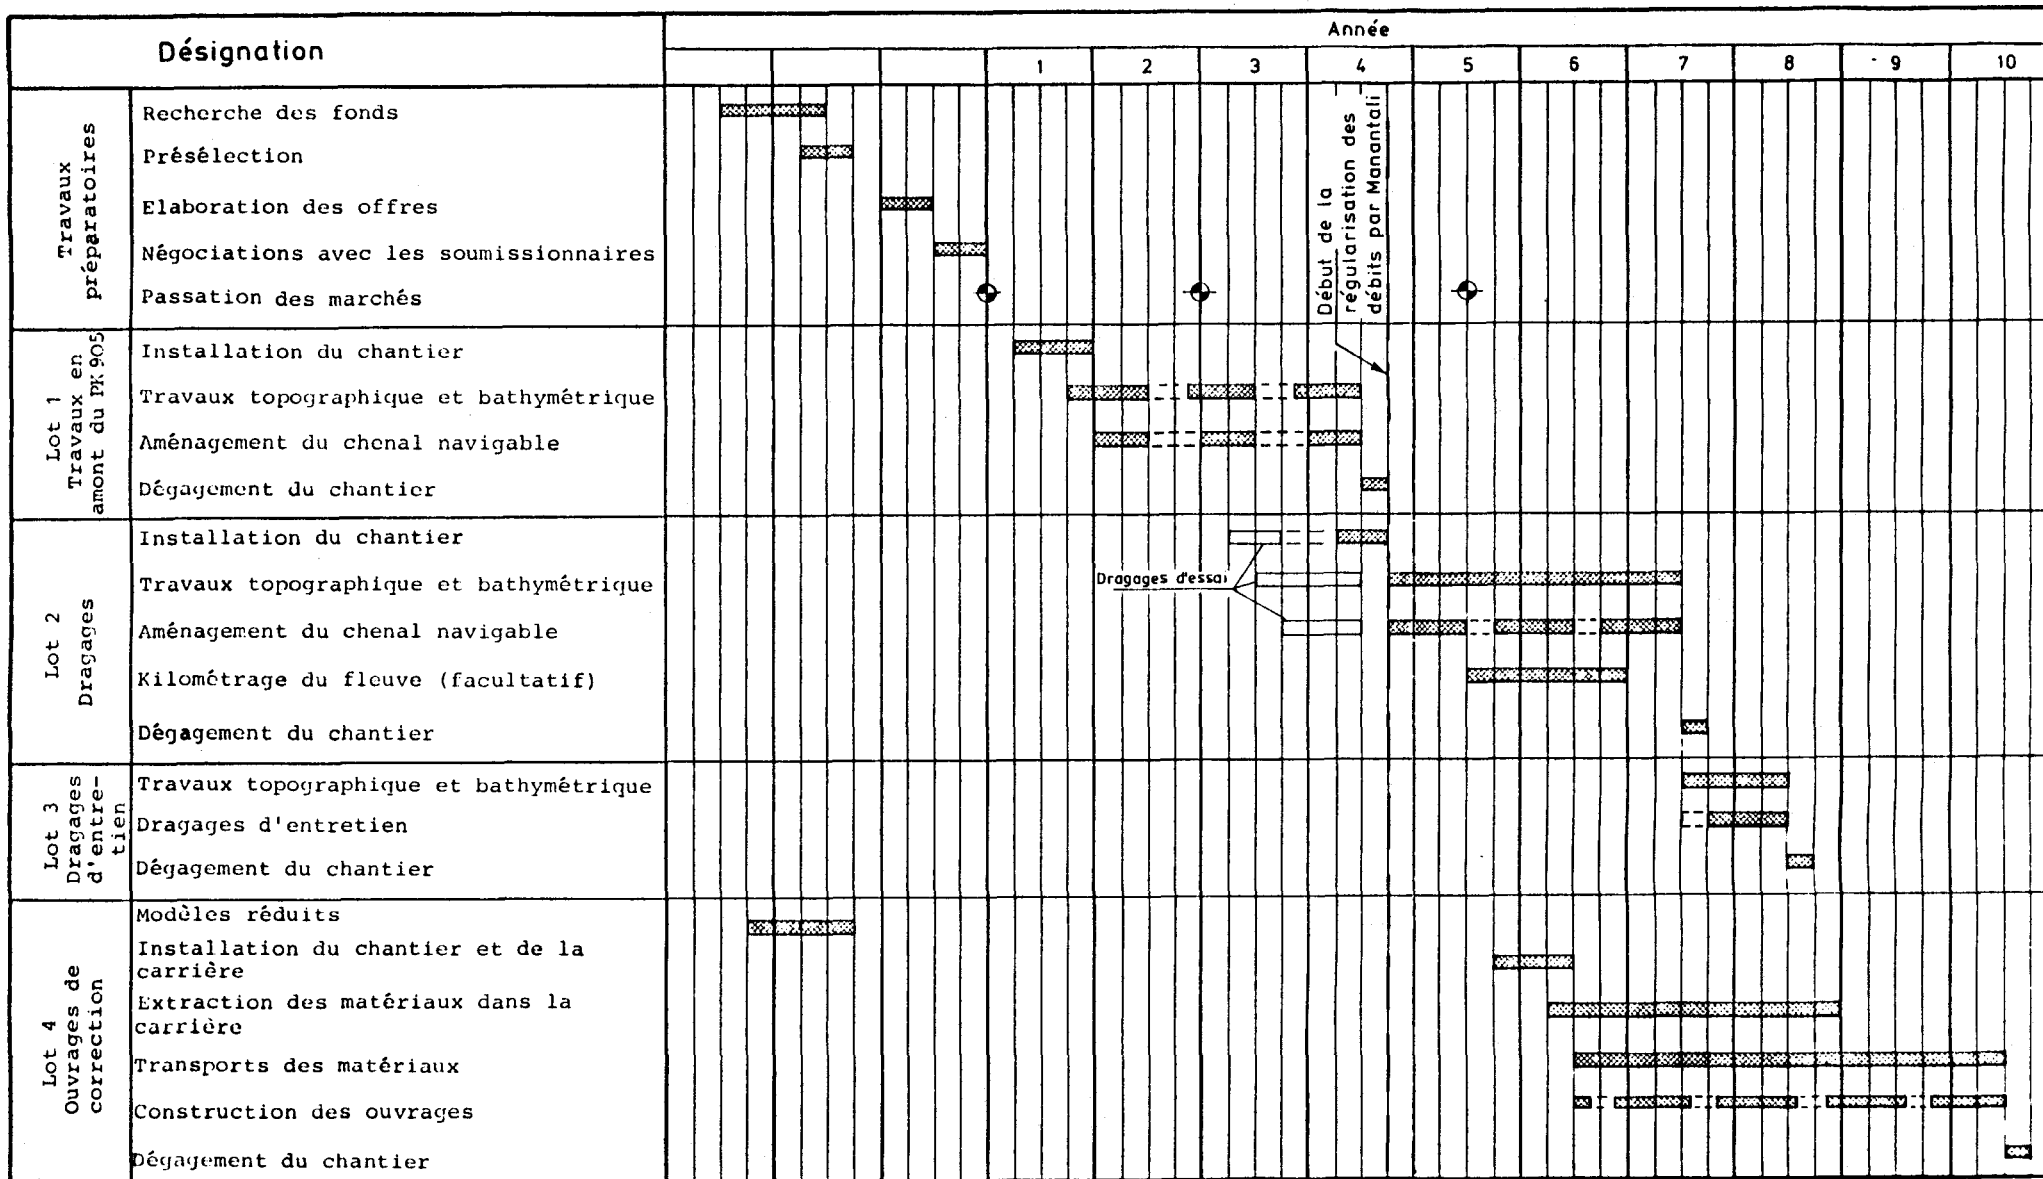 Désignation
Année
1 2 3 4 5 6 7 8 9 10
Travaux
préparatoires
Recherche des fonds
Présélection
Elaboration des offres
Négociations avec les soumissionnaires
Passation des marchés
Début de la
régularisation des
débits par Manantali
Lot 1
Travaux en
amont du PK 905
Installation du chantier
Travaux topographique et bathymétrique
Aménagement du chenal navigable
Dégagement du chantier
Lot 2
Dragages
Installation du chantier
Travaux topographique et bathymétrique
Dragages d'essai
Aménagement du chenal navigable
Kilométrage du fleuve (facultatif)
Dégagement du chantier
Lot 3
Dragages
d'entre-
tien
Travaux topographique et bathymétrique
Dragages d'entretien
Dégagement du chantier
Lot 4
Ouvrages de
correction
Modèles réduits
Installation du chantier et de la
carrière
Extraction des matériaux dans la
carrière
Transports des matériaux
Construction des ouvrages
Dégagement du chantier